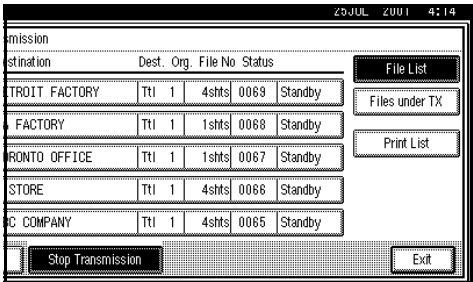 25JUL 2001 4:14
smission
stination Dest. Org. File No Status
TROIT FACTORY Ttl 1 4shts 0069 Standby
File List
FACTORY Ttl 1 1shts 0068 Standby
Files under TX
RONTO OFFICE Ttl 1 1shts 0067 Standby
Print List
STORE Ttl 1 4shts 0066 Standby
BC COMPANY Ttl 1 4shts 0065 Standby
Stop Transmission
Exit